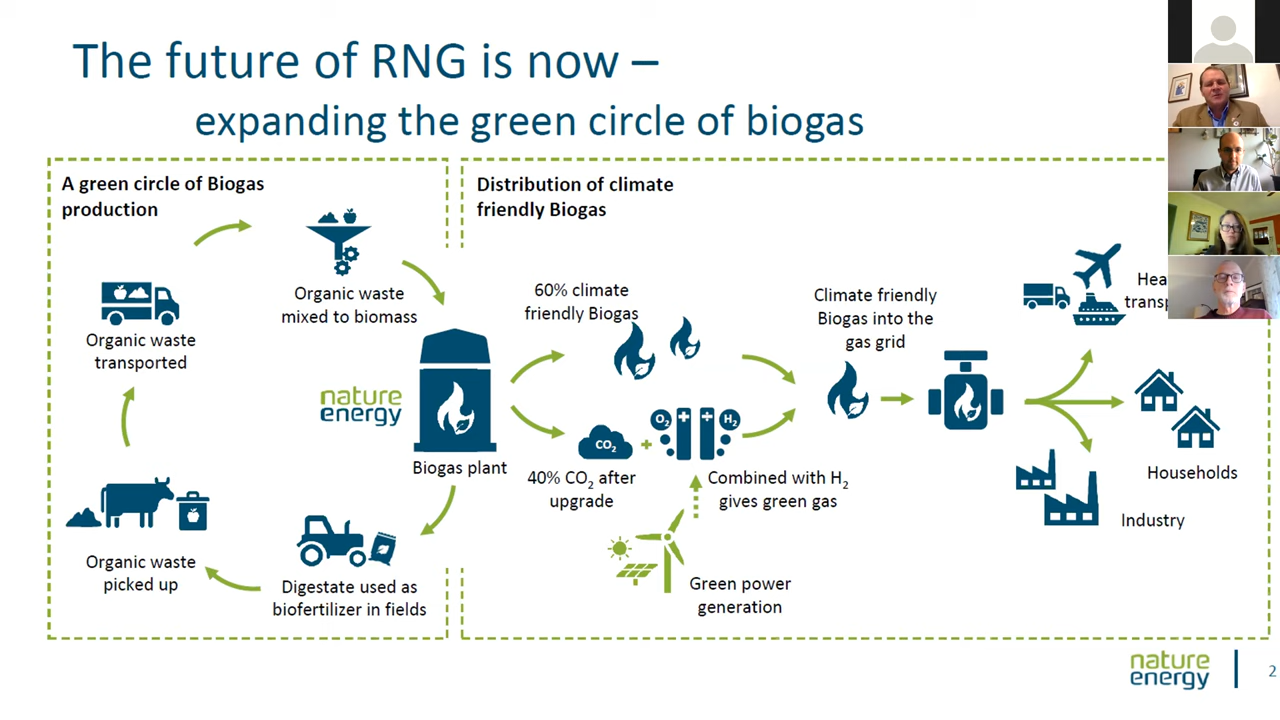 The future of RNG is now –
expanding the green circle of biogas
A green circle of Biogas
production
Organic waste
mixed to biomass
Organic waste
transported
nature
energy
Biogas plant
Organic waste
picked up
Digestate used as
biofertilizer in fields
Distribution of climate
friendly Biogas
60% climate
friendly Biogas
CO₂
O₂
H₂
40% CO₂ after
upgrade
Combined with H₂
gives green gas
Green power
generation
Climate friendly
Biogas into the
gas grid
Households
Industry
nature
energy
2